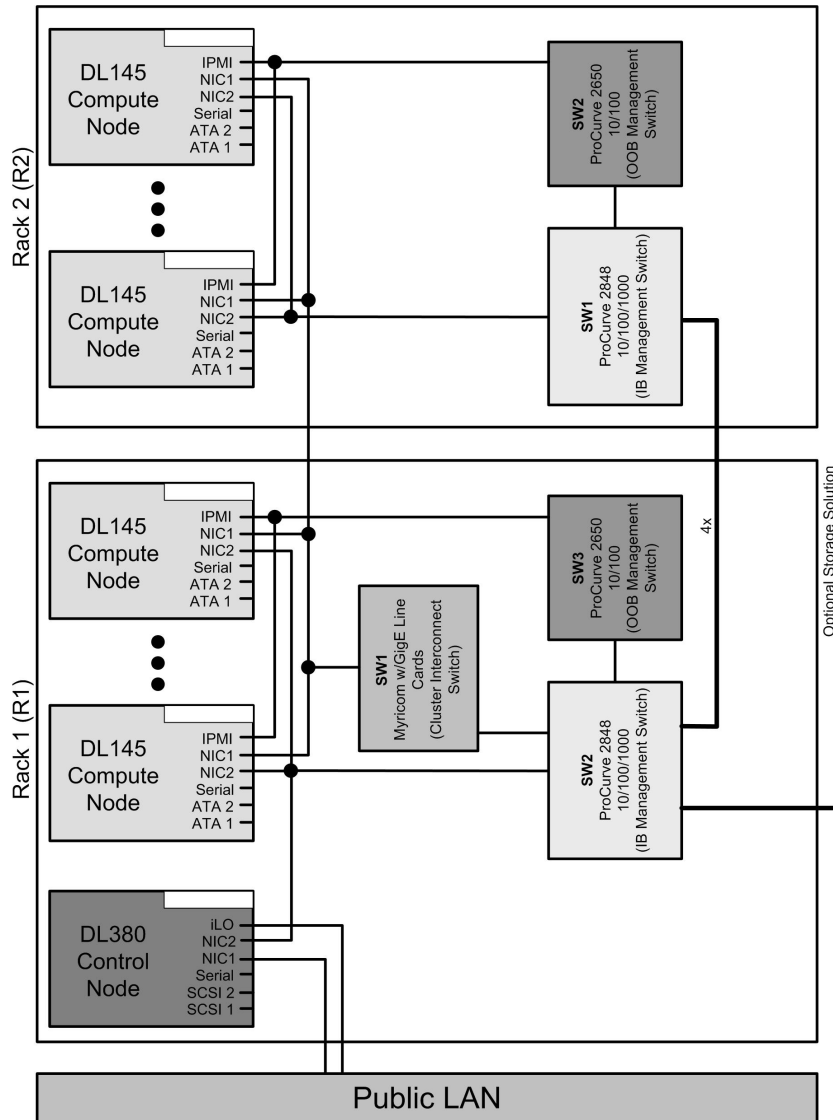 Rack 2 (R2)
DL145
Compute
Node
IPMI
NIC1
NIC2
Serial
ATA 2
ATA 1
SW2
ProCurve 2650
10/100
(OOB Management
Switch)
DL145
Compute
Node
IPMI
NIC1
NIC2
Serial
ATA 2
ATA 1
SW1
ProCurve 2848
10/100/1000
(IB Management Switch)
Rack 1 (R1)
DL145
Compute
Node
IPMI
NIC1
NIC2
Serial
ATA 2
ATA 1
SW3
ProCurve 2650
10/100
(OOB Management
Switch)
4x
Optional Storage Solution
SW1
Myricom w/GigE Line
Cards
(Cluster Interconnect
Switch)
DL145
Compute
Node
IPMI
NIC1
NIC2
Serial
ATA 2
ATA 1
SW2
ProCurve 2848
10/100/1000
(IB Management Switch)
DL380
Control
Node
iLO
NIC2
NIC1
Serial
SCSI 2
SCSI 1
Public LAN